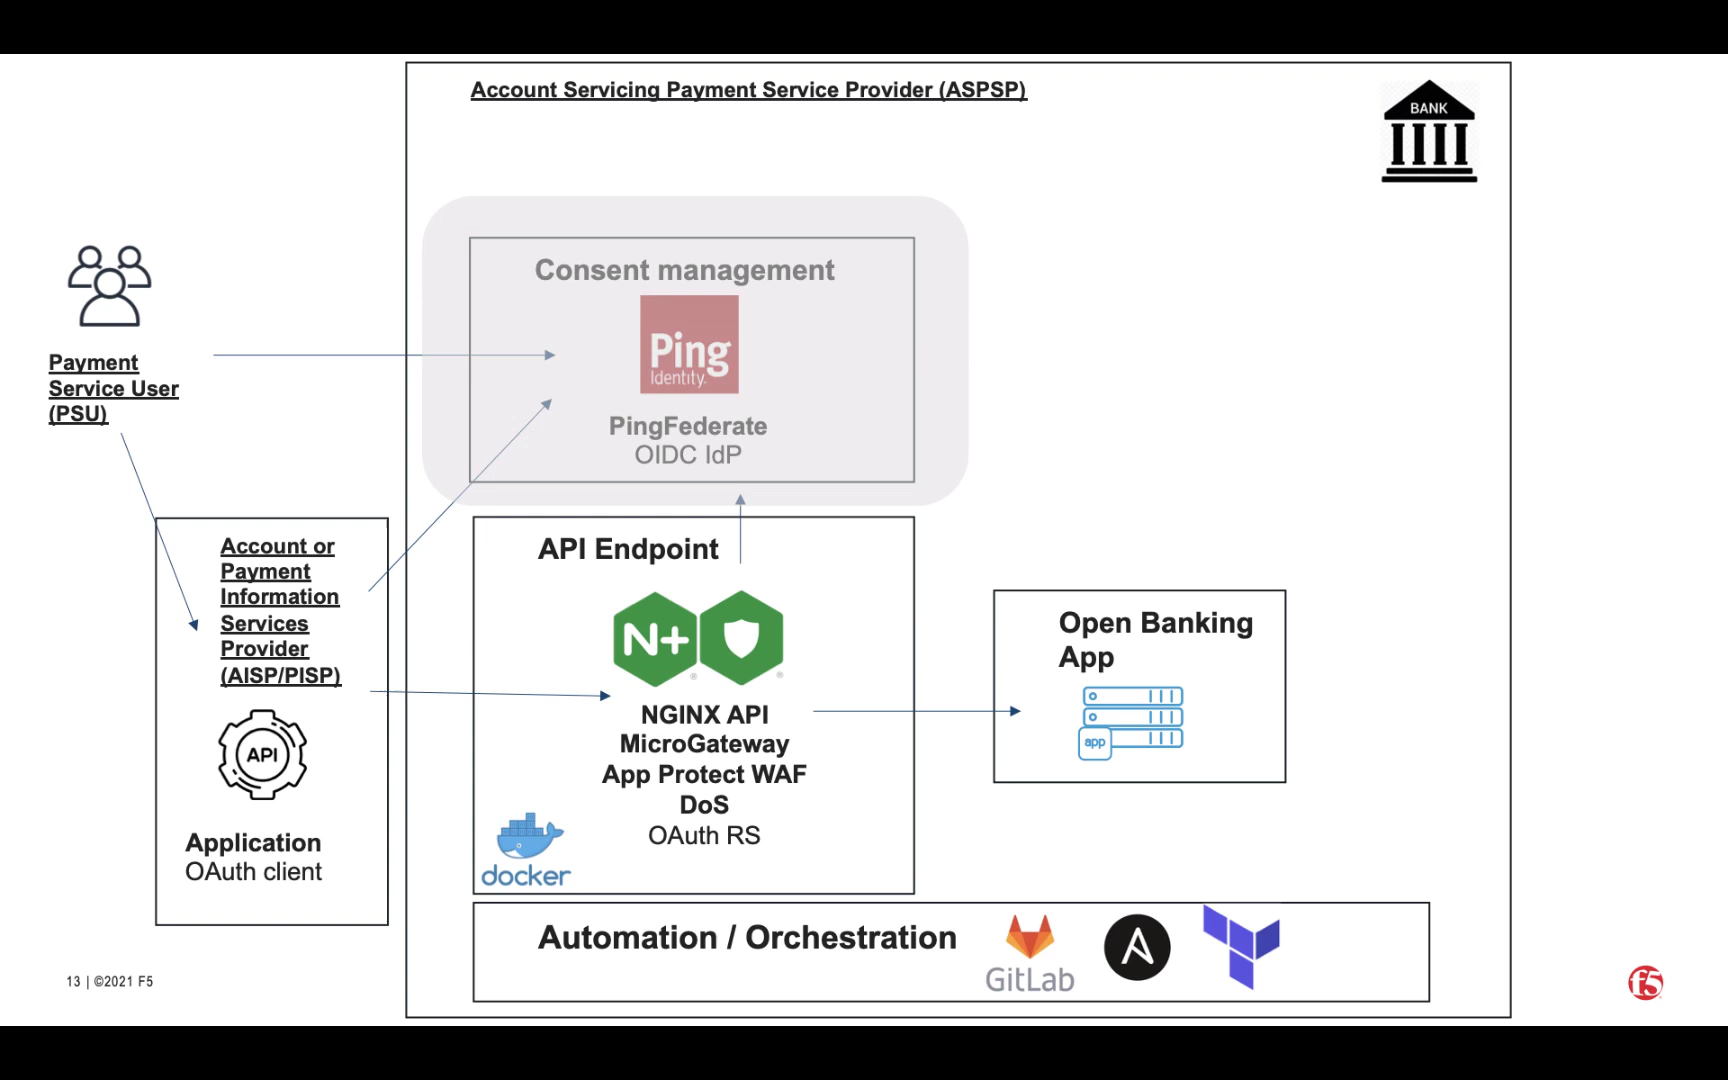 Account Servicing Payment Service Provider (ASPSP)
BANK
Consent management
Ping
Identity.
PingFederate
OIDC IdP
Payment
Service User
(PSU)
Account or
Payment
Information
Services
Provider
(AISP/PISP)
API
Application
OAuth client
API Endpoint
N+
®
®
NGINX API
MicroGateway
App Protect WAF
DoS
OAuth RS
docker
Open Banking
App
app
Automation / Orchestration
GitLab
A
13 | ©2021 F5
f5